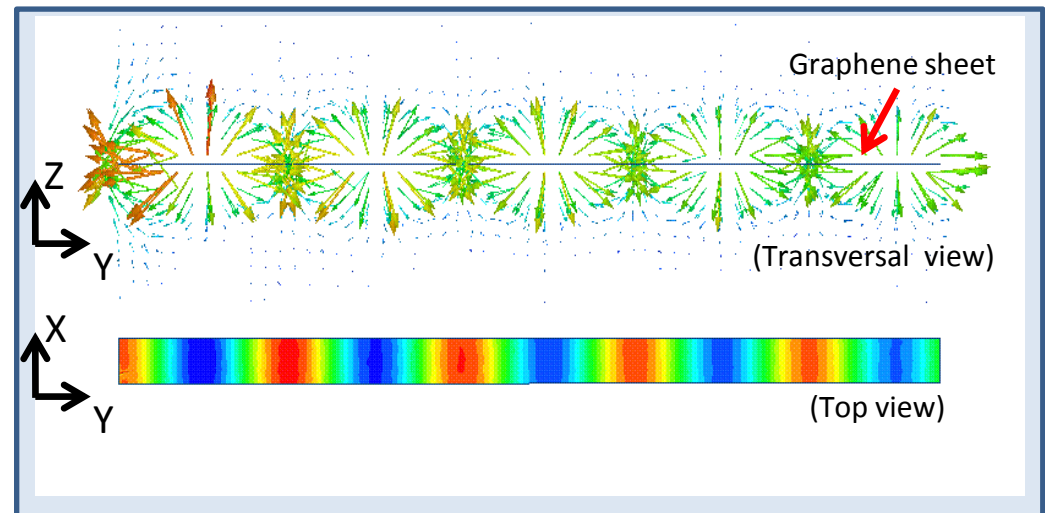 Graphene sheet
Z
Y
(Transversal view)
X
Y
(Top view)